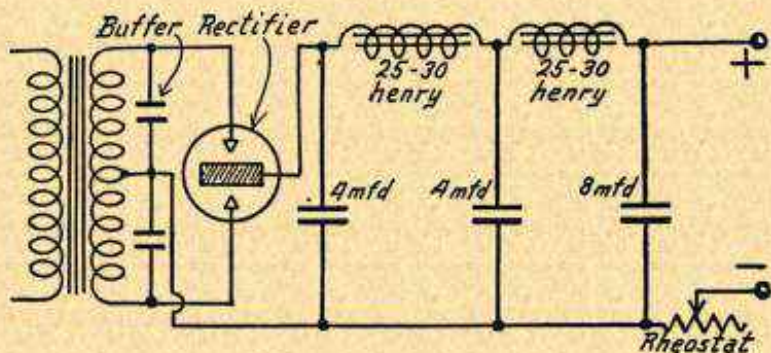 Buffer Rectifier
25-30
henry
25-30
henry
+
4mfd 4mfd 8mfd
-
Rheostat